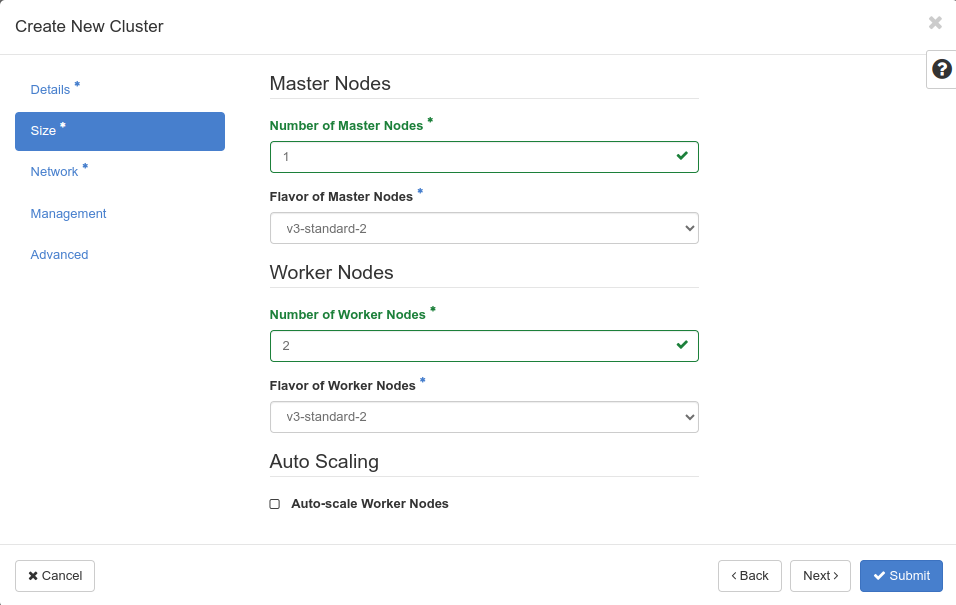 Create New Cluster
Details *
Size *
Network *
Management
Advanced
Master Nodes
Number of Master Nodes *
1
Flavor of Master Nodes *
v3-standard-2
Worker Nodes
Number of Worker Nodes *
2
Flavor of Worker Nodes *
v3-standard-2
Auto Scaling
Auto-scale Worker Nodes
Cancel
‹ Back
Next ›
Submit